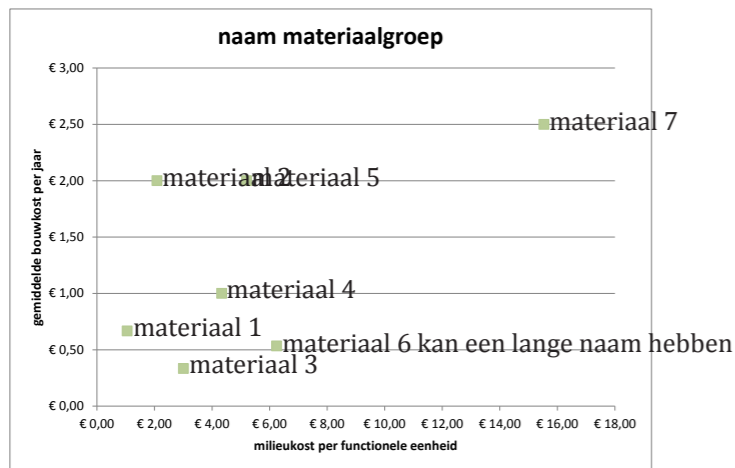 naam materiaalgroep
gemiddelde bouwkost per jaar
€ 3,00
€ 2,50
€ 2,00
€ 1,50
€ 1,00
€ 0,50
€ 0,00
materiaal 7
materiaal 2
materiaal 5
materiaal 4
materiaal 1
materiaal 6 kan een lange naam hebben
materiaal 3
€ 0,00 € 2,00 € 4,00 € 6,00 € 8,00 € 10,00 € 12,00 € 14,00 € 16,00 € 18,00
milieukost per functionele eenheid